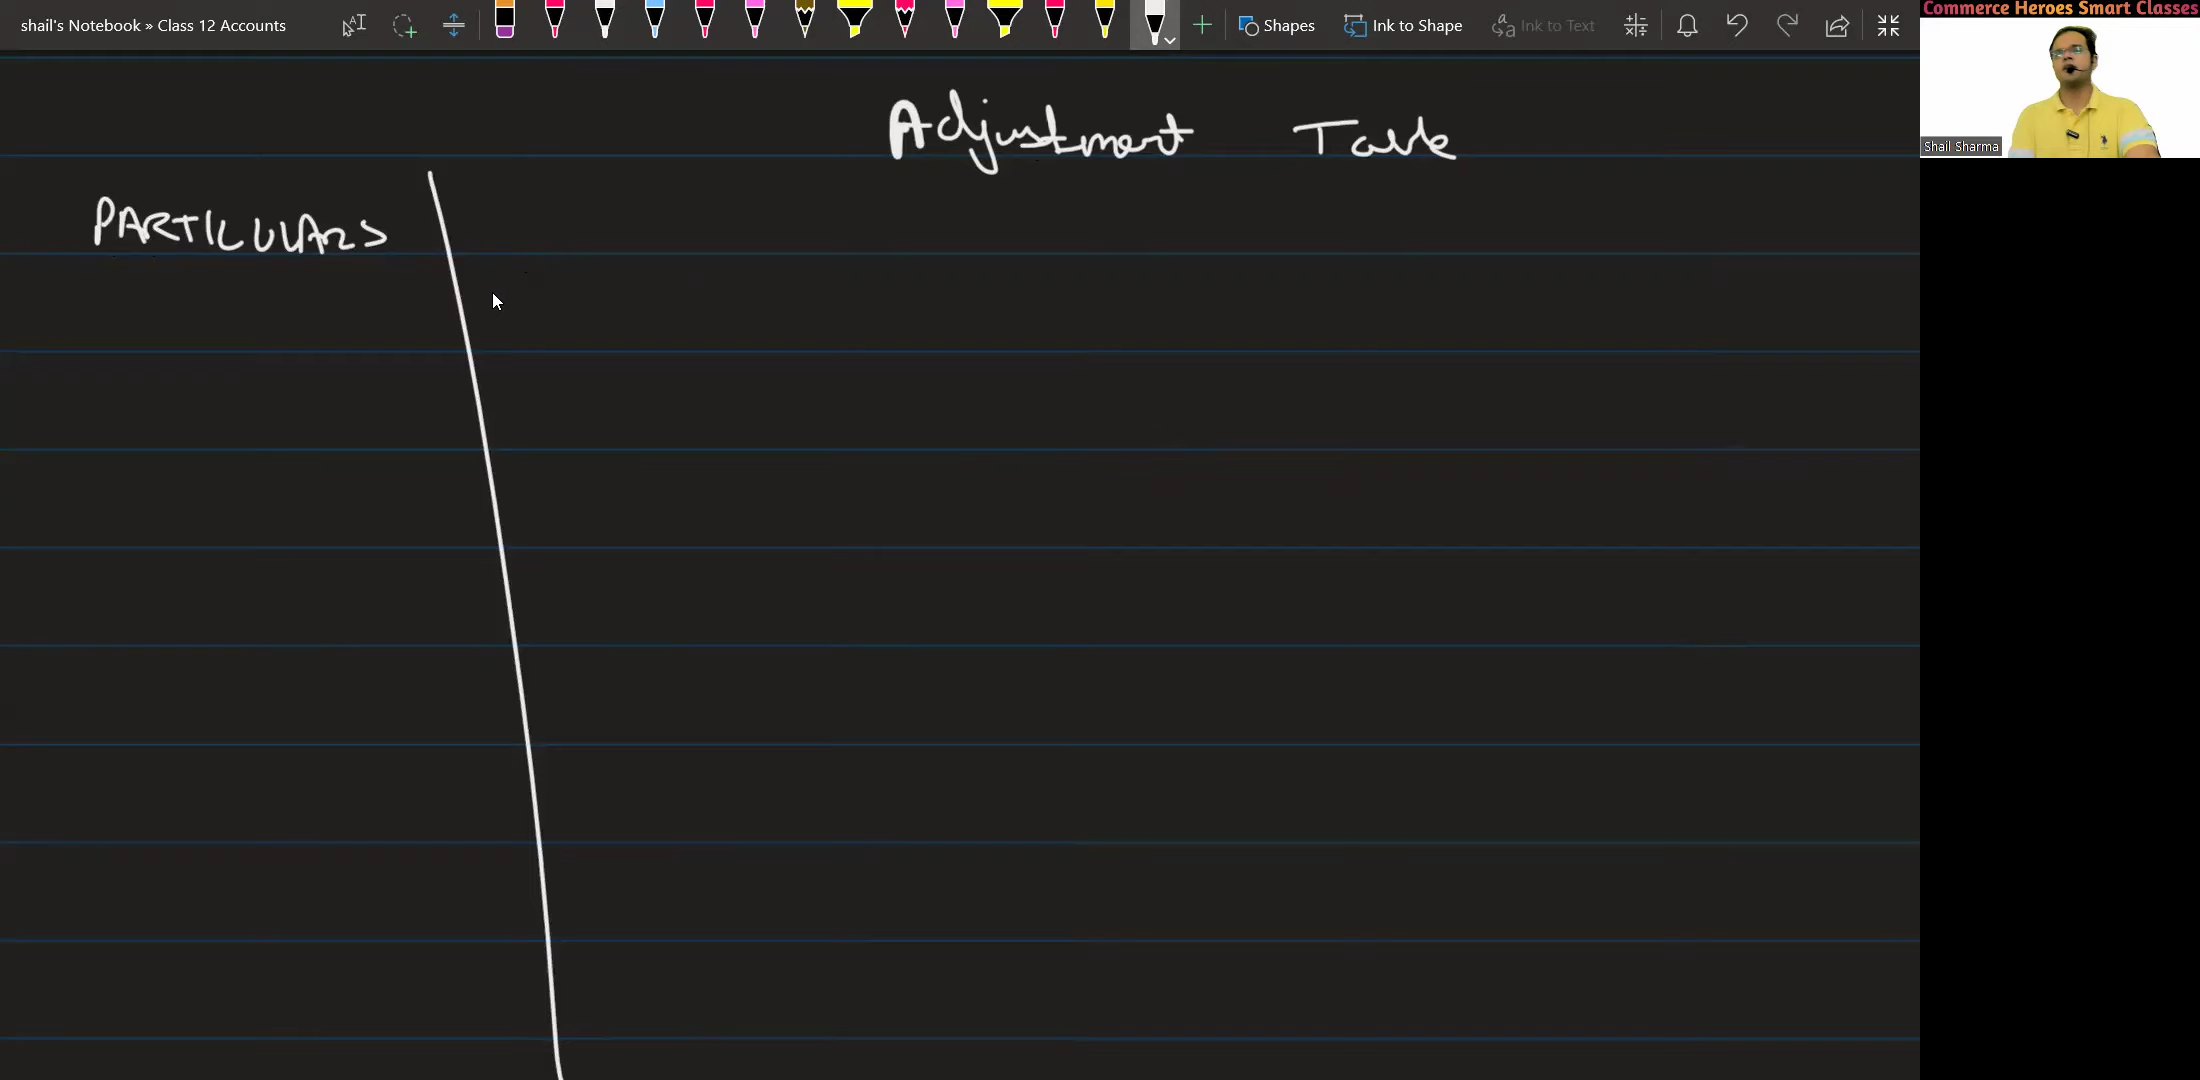 shail's Notebook » Class 12 Accounts
Shapes
Ink to Shape
Ink to Text
Commerce Heroes Smart Classes
Shail Sharma
Adjustment Table
PARTICULARS